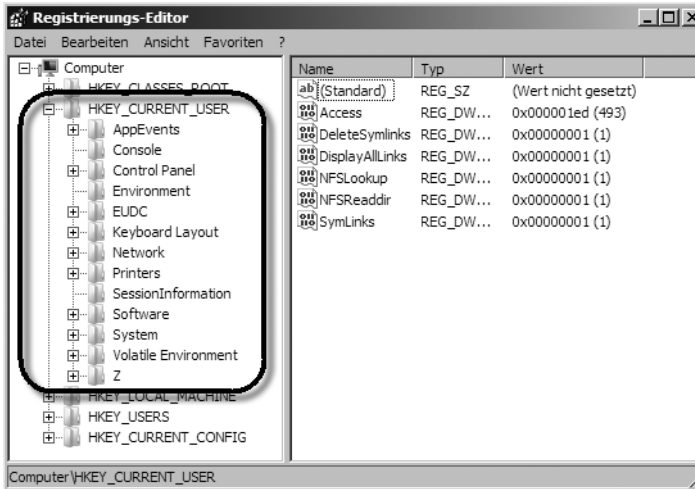 Registrierungs-Editor
Datei Bearbeiten Ansicht Favoriten ?
Computer
HKEY_CLASSES_ROOT
HKEY_CURRENT_USER
AppEvents
Console
Control Panel
Environment
EUDC
Keyboard Layout
Network
Printers
SessionInformation
Software
System
Volatile Environment
Z
HKEY_LOCAL_MACHINE
HKEY_USERS
HKEY_CURRENT_CONFIG
Name Typ Wert
(Standard) REG_SZ (Wert nicht gesetzt)
Access REG_DW... 0x000001ed (493)
DeleteSymlinks REG_DW... 0x00000001 (1)
DisplayAllLinks REG_DW... 0x00000001 (1)
NFSLookup REG_DW... 0x00000001 (1)
NFSReaddir REG_DW... 0x00000001 (1)
SymLinks REG_DW... 0x00000001 (1)
Computer\HKEY_CURRENT_USER